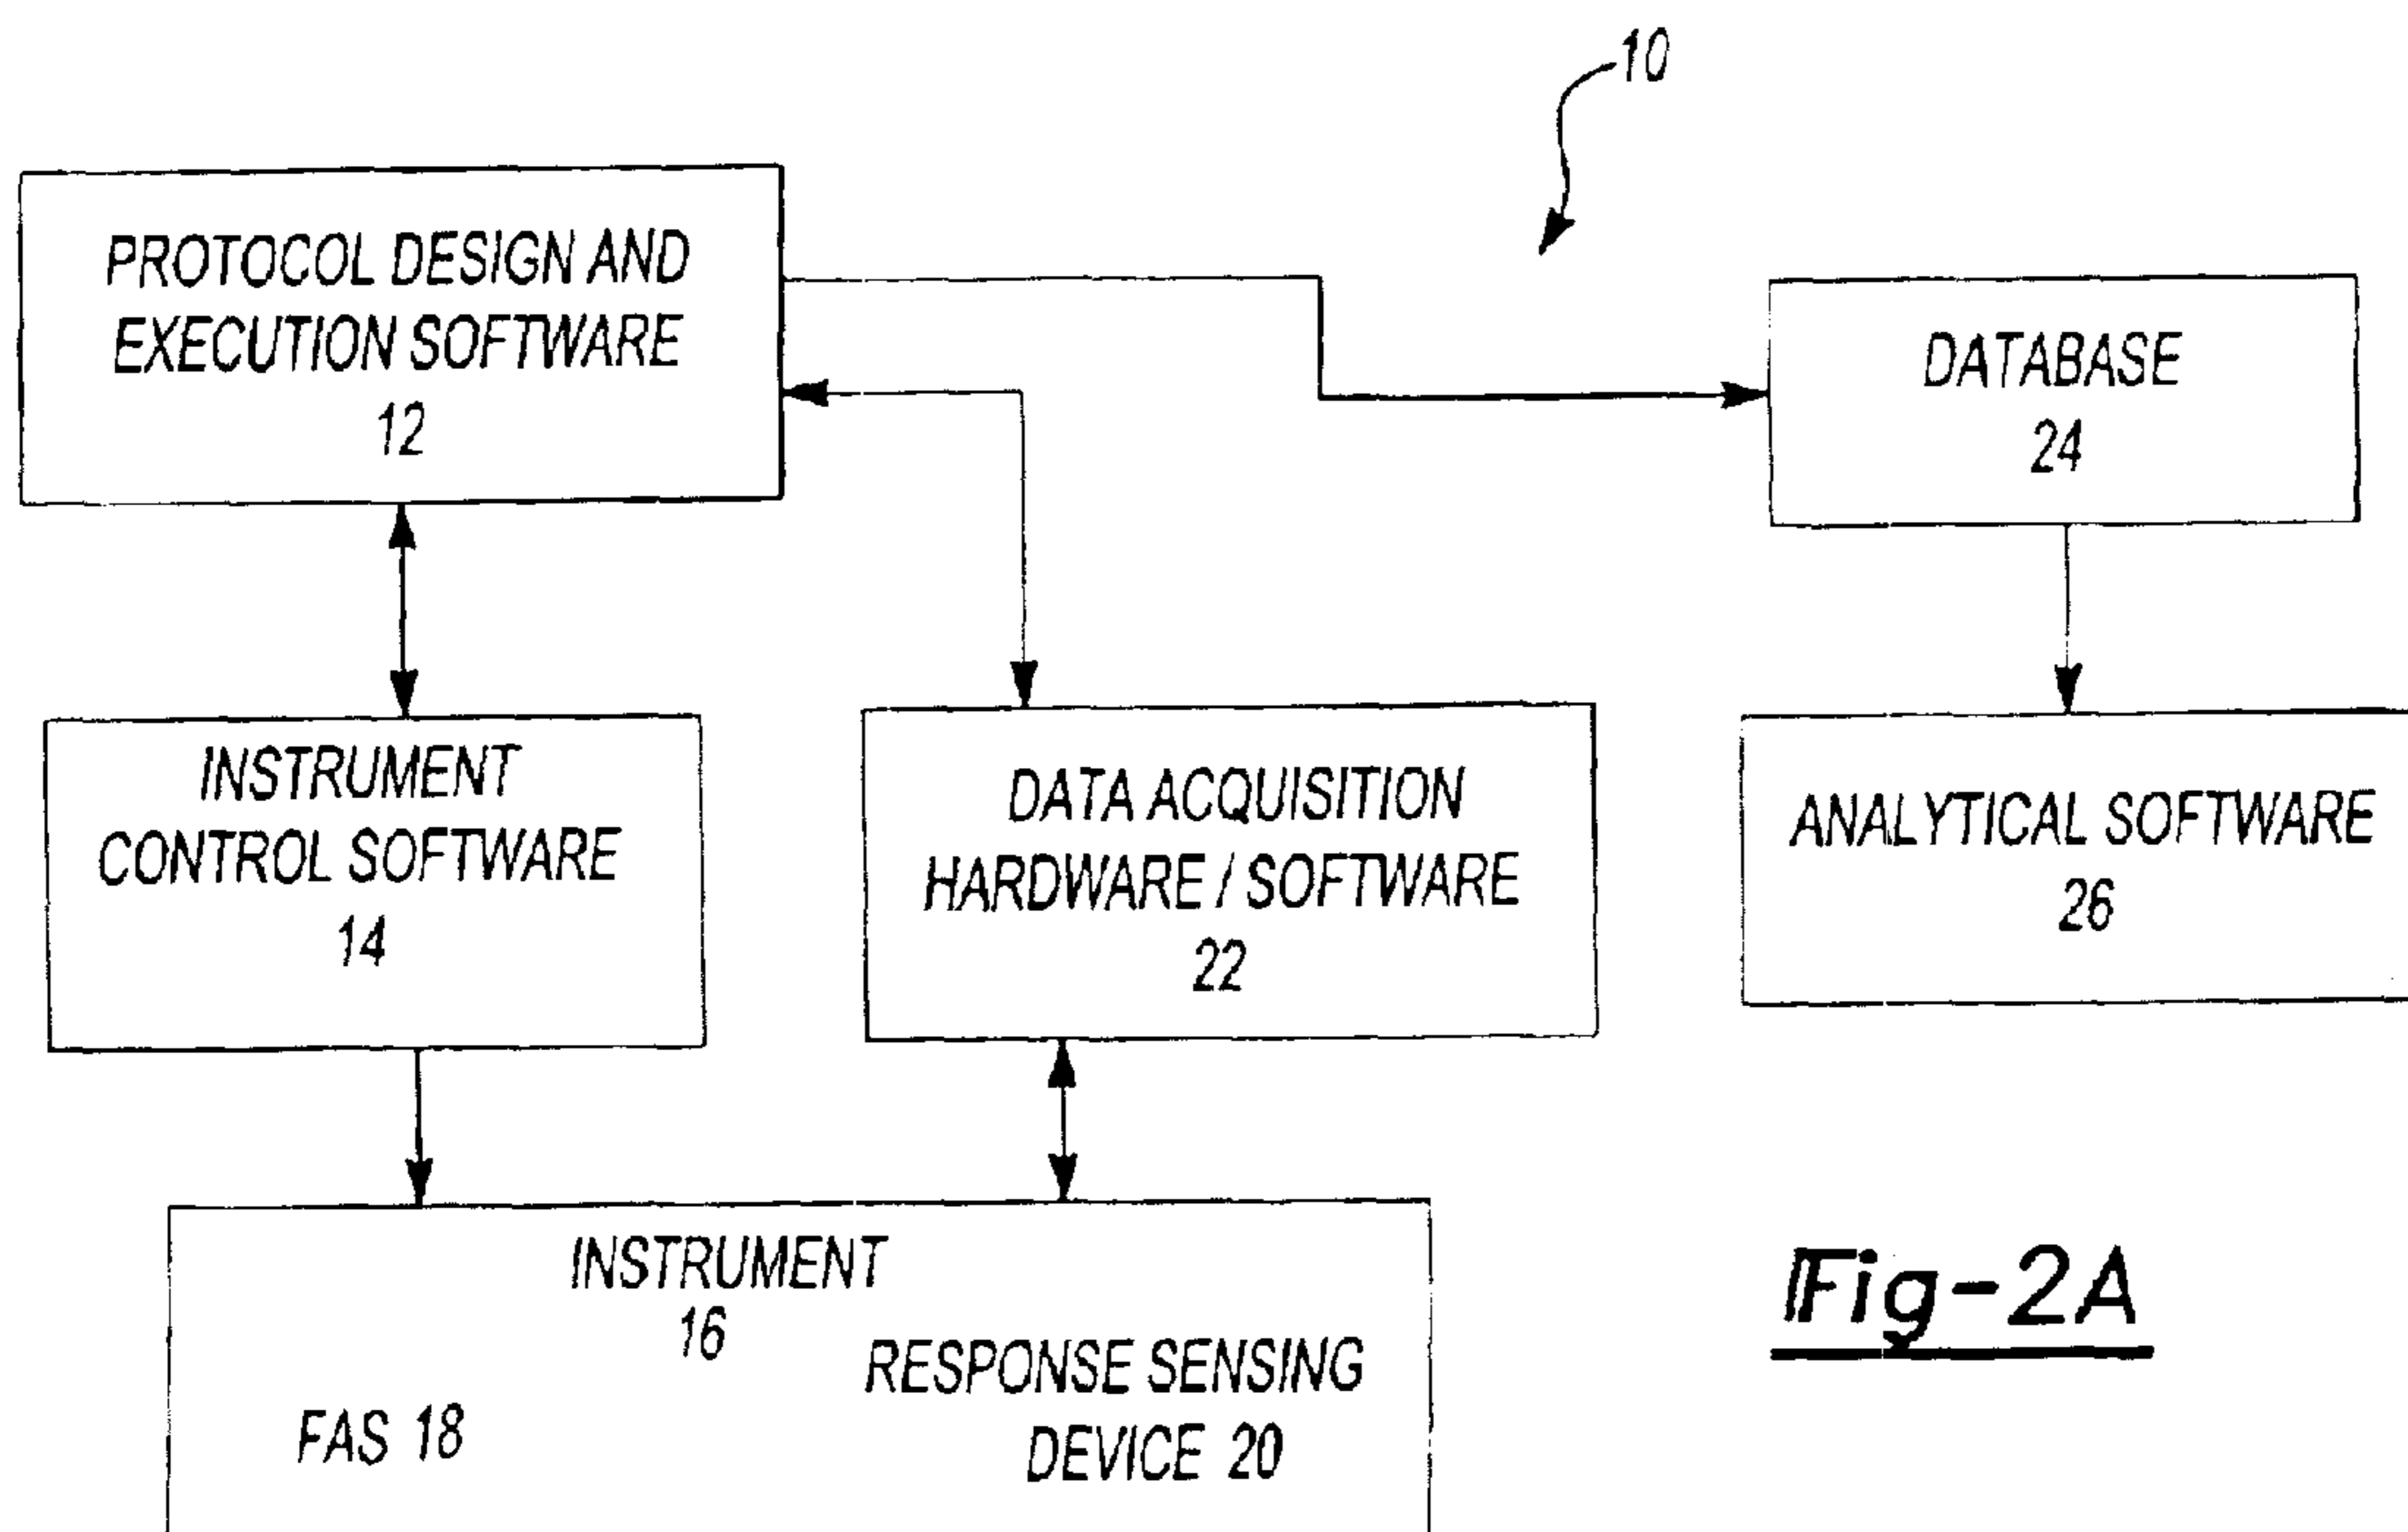 10
PROTOCOL DESIGN AND
EXECUTION SOFTWARE
12
DATABASE
24
INSTRUMENT
CONTROL SOFTWARE
14
DATA ACQUISITION
HARDWARE / SOFTWARE
22
ANALYTICAL SOFTWARE
26
INSTRUMENT
16
FAS 18
RESPONSE SENSING
DEVICE 20
Fig-2A